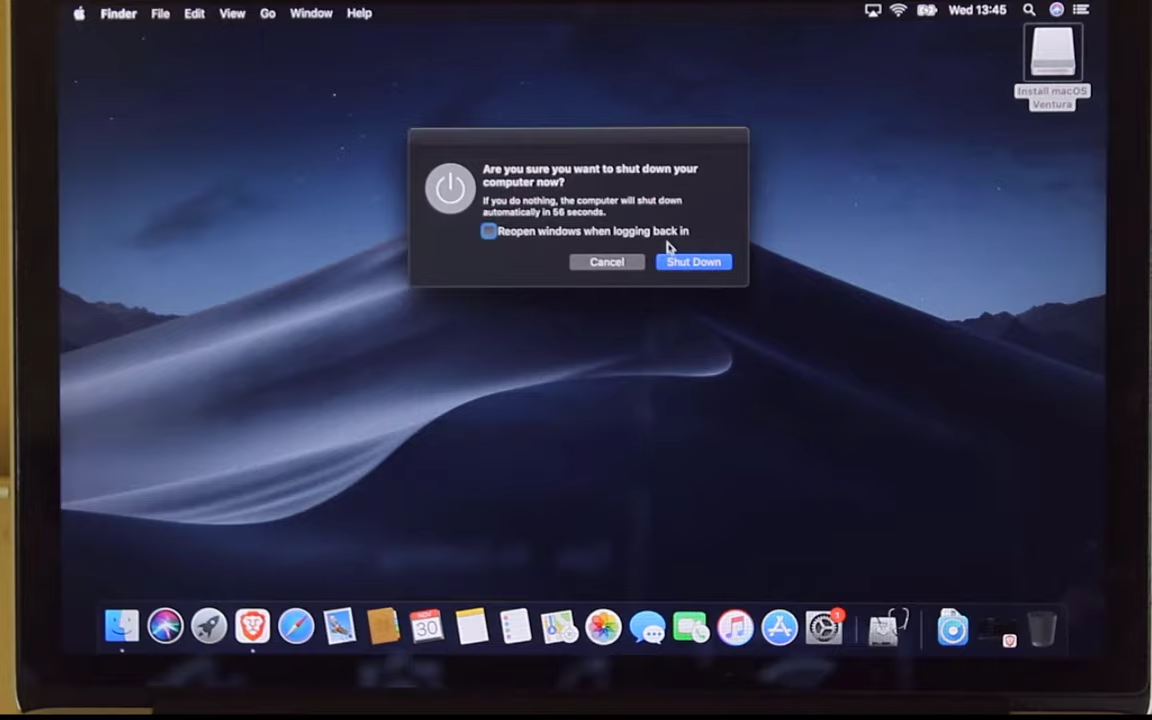 Finder File Edit View Go Window Help Wed 13:45
Install macOS
Ventura
Are you sure you want to shut down your
computer now?
If you do nothing, the computer will shut down
automatically in 56 seconds.
Reopen windows when logging back in
Cancel Shut Down
NOV
30
1